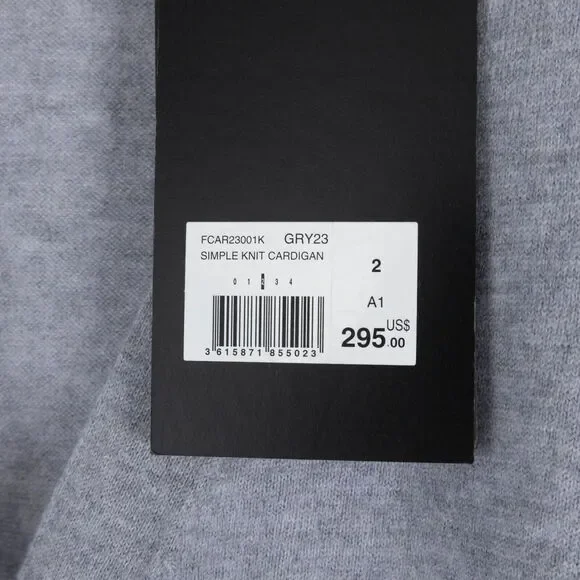 FCAR23001K GRY23
SIMPLE KNIT CARDIGAN
0 1 2 3 4
2
A1
295 US$ .00
3 615871 855023